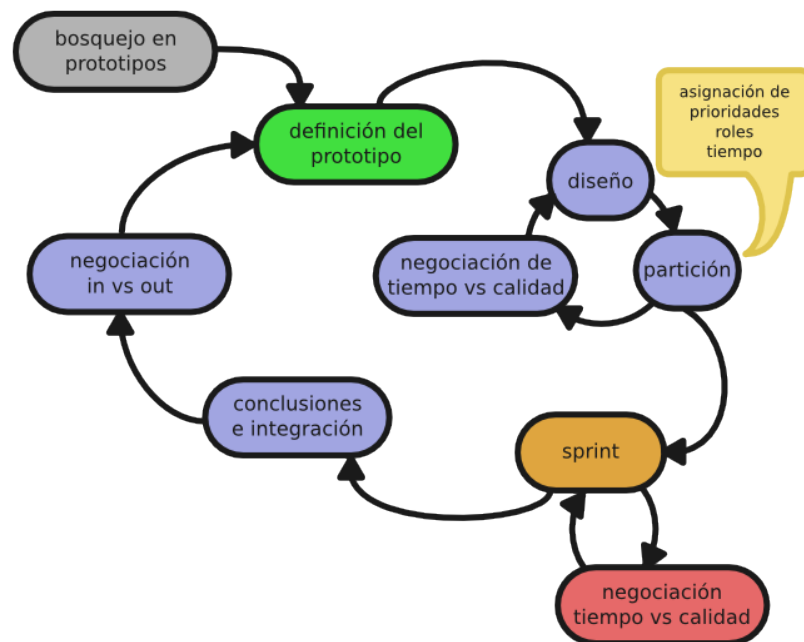 bosquejo en
prototipos
definición del
prototipo
asignación de
prioridades
roles
tiempo
diseño
partición
negociación de
tiempo vs calidad
negociación
in vs out
conclusiones
e integración
sprint
negociación
tiempo vs calidad